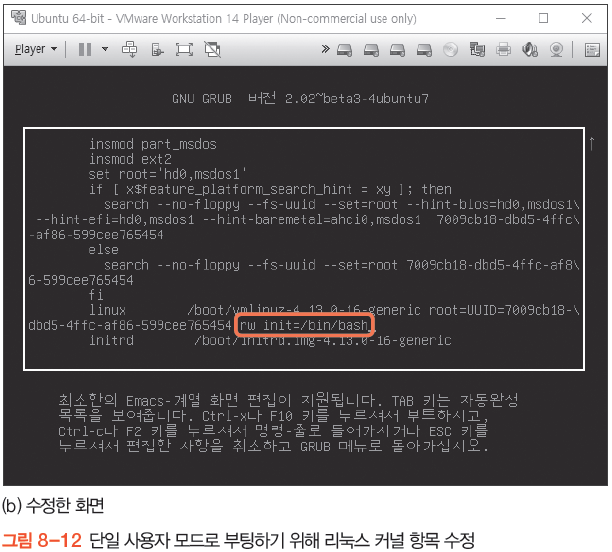 Ubuntu 64-bit - VMware Workstation 14 Player (Non-commercial use only)
Player
GNU GRUB 버전 2.02~beta3-4ubuntu7
insmod part_msdos
insmod ext2
set root='hd0,msdos1'
if [ x$feature_platform_search_hint = xy ]; then
search --no-floppy --fs-uuid --set=root --hint-bios=hd0,msdos1\
--hint-efi=hd0,msdos1 --hint-baremetal=ahci0,msdos1 7009cb18-dbd5-4ffc\
-af86-599cee765454
else
search --no-floppy --fs-uuid --set=root 7009cb18-dbd5-4ffc-af8\
6-599cee765454
fi
linux /boot/vmlinuz-4.13.0-16-generic root=UUID=7009cb18-\
dbd5-4ffc-af86-599cee765454 rw init=/bin/bash
initrd /boot/initrd.img-4.13.0-16-generic
최소한의 Emacs-계열 화면 편집이 지원됩니다. TAB 키는 자동완성
목록을 보여줍니다. Ctrl-x나 F10 키를 누르셔서 부트하시고,
Ctrl-c나 F2 키를 누르셔서 명령-줄로 들어가시거나 ESC 키를
누르셔서 편집한 사항을 취소하고 GRUB 메뉴로 돌아가십시오.
(b) 수정한 화면
그림 8-12 단일 사용자 모드로 부팅하기 위해 리눅스 커널 항목 수정